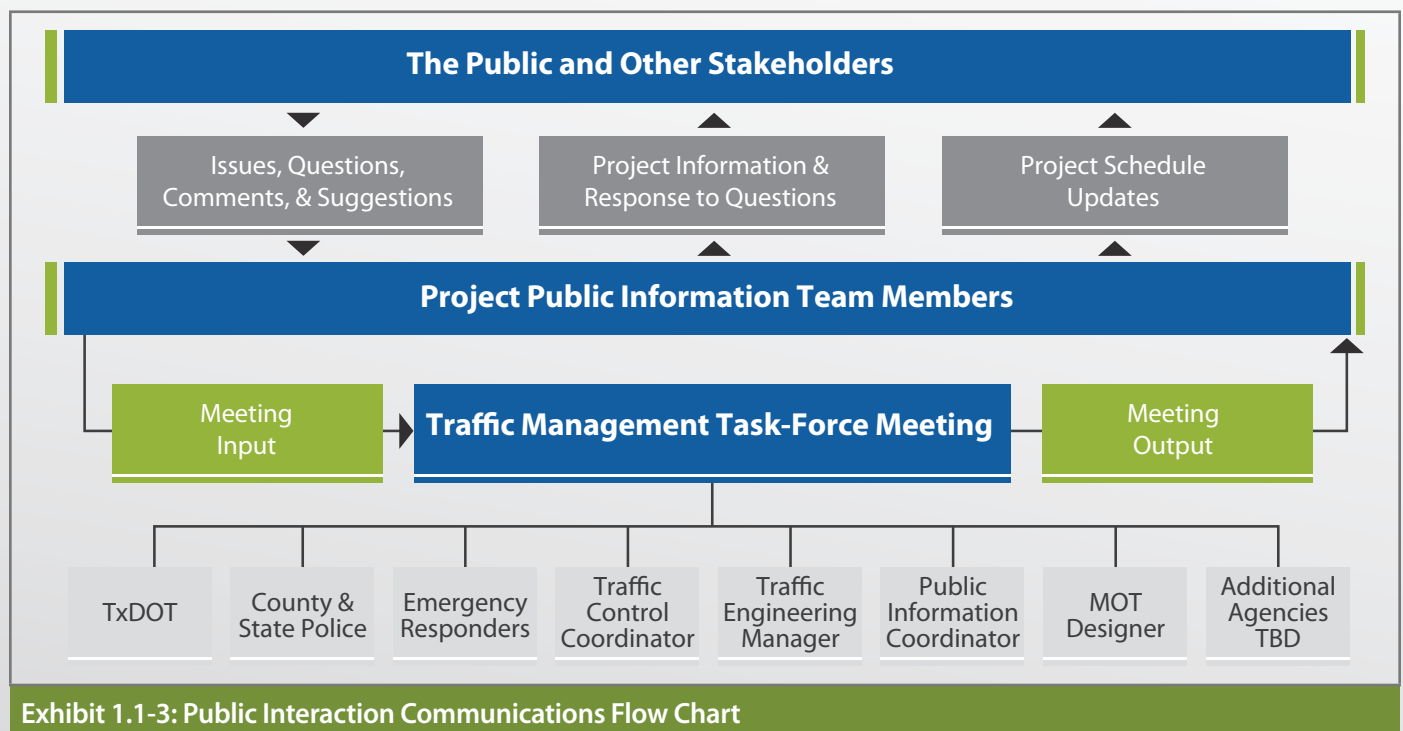 The Public and Other Stakeholders
Issues, Questions,
Comments, & Suggestions
Project Information &
Response to Questions
Project Schedule
Updates
Project Public Information Team Members
Meeting
Input
Traffic Management Task-Force Meeting
Meeting
Output
TxDOT
County &
State Police
Emergency
Responders
Traffic
Control
Coordinator
Traffic
Engineering
Manager
Public
Information
Coordinator
MOT
Designer
Additional
Agencies
TBD
Exhibit 1.1-3: Public Interaction Communications Flow Chart